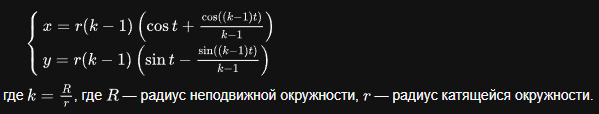 { x = r(k − 1) (cos t + cos((k−1)t)/(k−1))
{ y = r(k − 1) (sin t − sin((k−1)t)/(k−1))
где k = R/r, где R — радиус неподвижной окружности, r — радиус катящейся окружности.